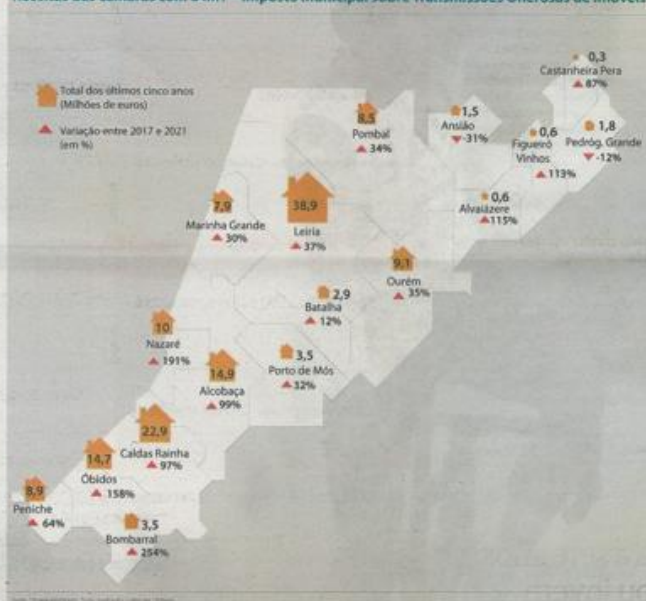 Total dos últimos cinco anos
(Milhões de euros)
Variação entre 2017 e 2021
(em %)
0,3
Castanheira Pera
87%
8,5
Pombal
34%
1,5
Ansião
-31%
0,6
Figueiró
Vinhos
113%
1,8
Pedróg. Grande
-12%
0,6
Alvaiázere
115%
7,9
Marinha Grande
30%
38,9
Leiria
37%
9,1
Ourém
35%
2,9
Batalha
12%
10
Nazaré
191%
3,5
Porto de Mós
32%
14,9
Alcobaça
99%
22,9
Caldas Rainha
97%
14,7
Óbidos
158%
8,9
Peniche
64%
3,5
Bombarral
254%